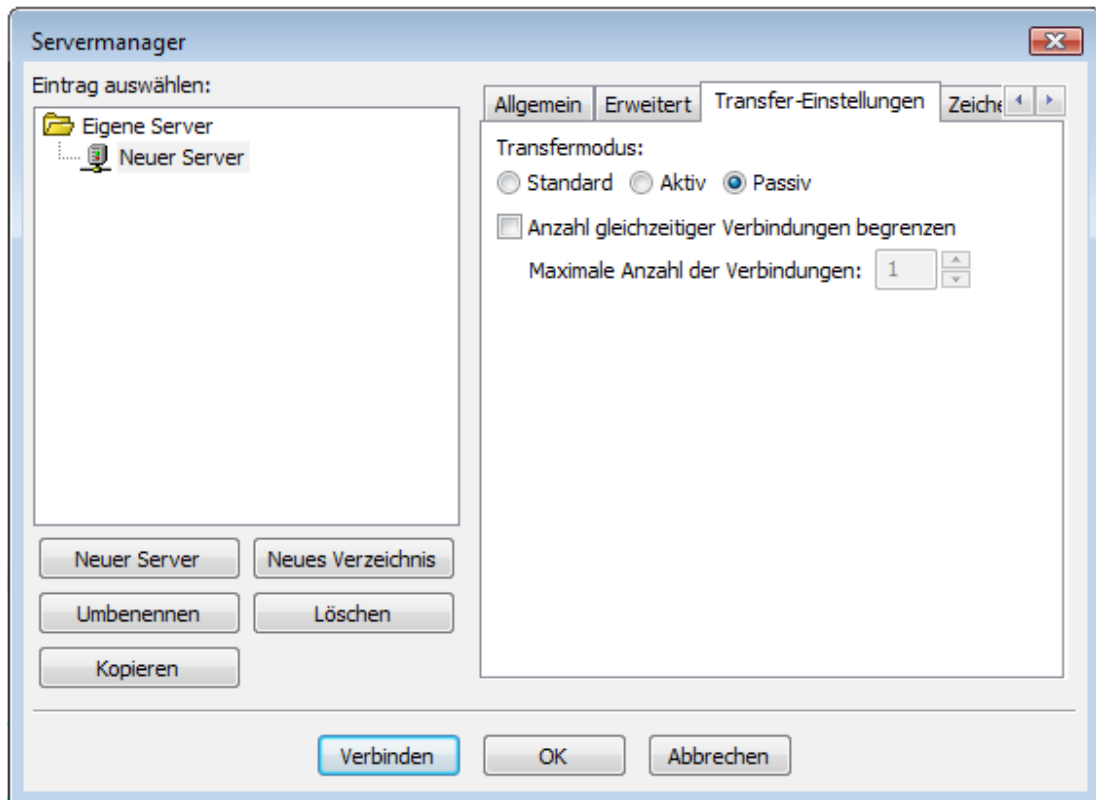 Servermanager
Eintrag auswählen:
Eigene Server
Neuer Server
Neuer Server
Neues Verzeichnis
Umbenennen
Löschen
Kopieren
Allgemein
Erweitert
Transfer-Einstellungen
Zeiche
Transfermodus:
Standard
Aktiv
Passiv
Anzahl gleichzeitiger Verbindungen begrenzen
Maximale Anzahl der Verbindungen: 1
Verbinden
OK
Abbrechen